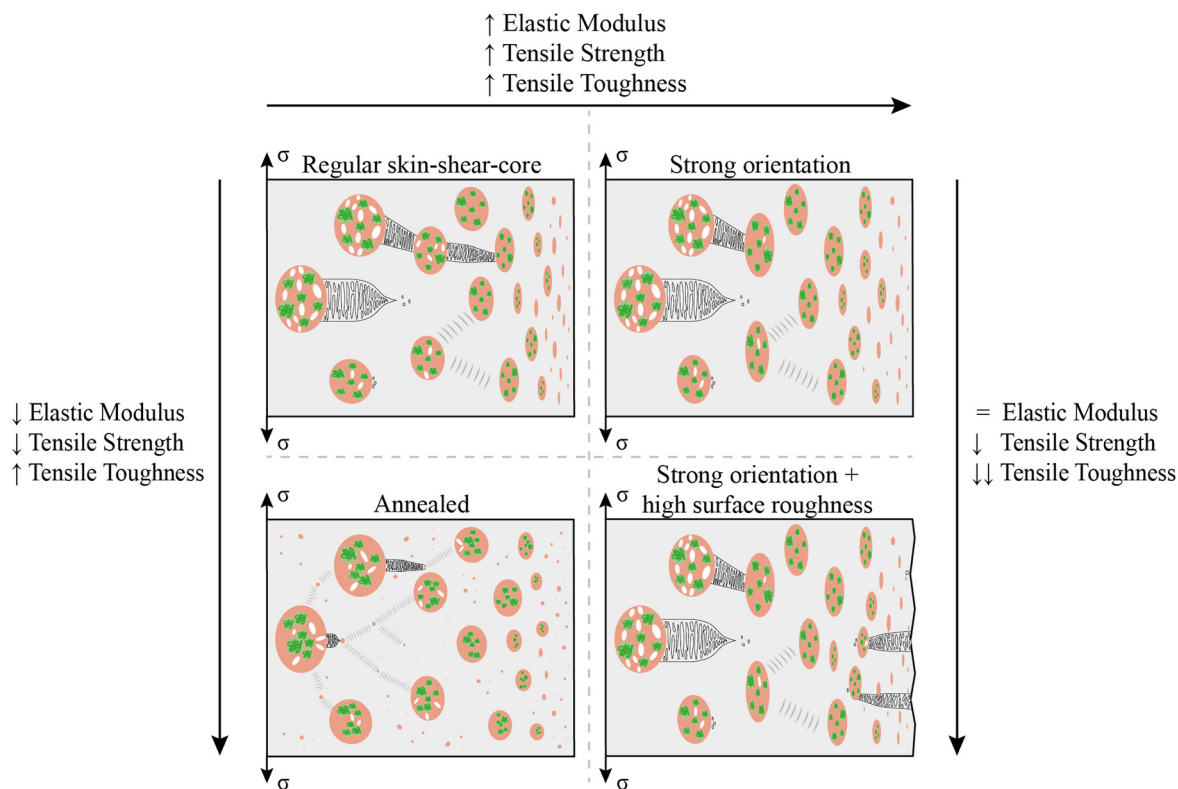 ↑ Elastic Modulus
↑ Tensile Strength
↑ Tensile Toughness
σ
Regular skin-shear-core
σ
Strong orientation
σ
σ
↓ Elastic Modulus
↓ Tensile Strength
↑ Tensile Toughness
= Elastic Modulus
↓ Tensile Strength
↓↓ Tensile Toughness
σ
Annealed
σ
Strong orientation +
high surface roughness
σ
σ